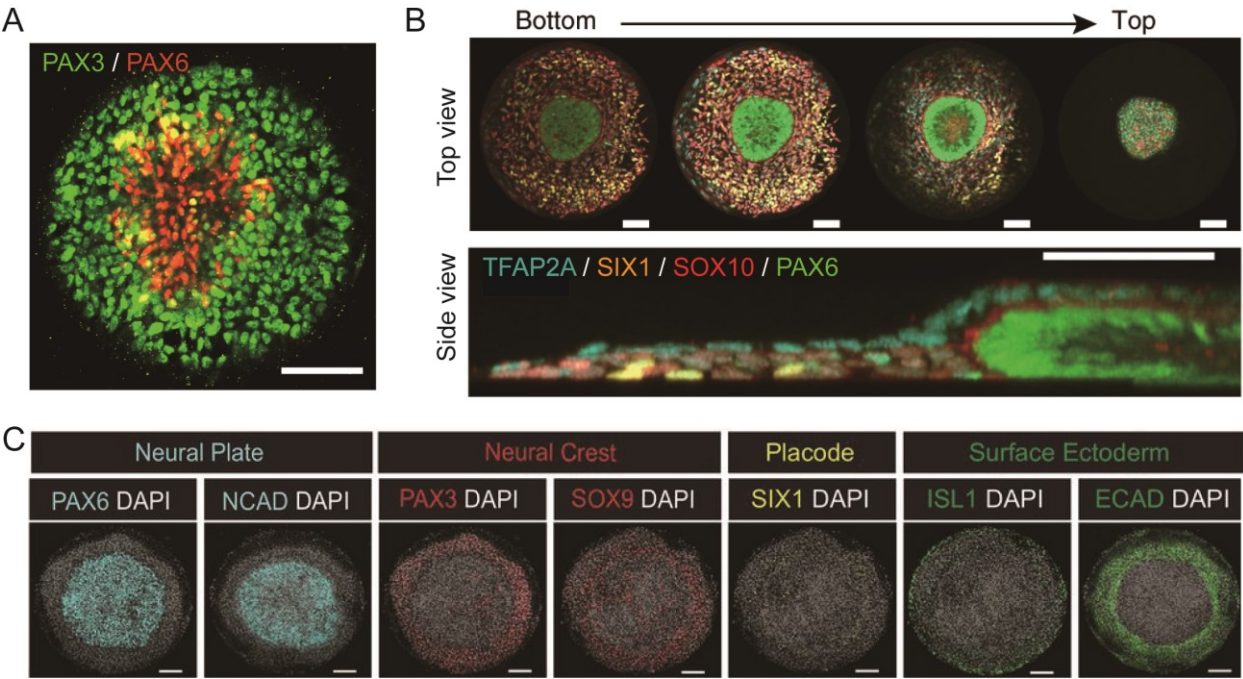 A
PAX3 / PAX6
B
Bottom
Top
Top view
Side view
TFAP2A / SIX1 / SOX10 / PAX6
C
Neural Plate
Neural Crest
Placode
Surface Ectoderm
PAX6 DAPI
NCAD DAPI
PAX3 DAPI
SOX9 DAPI
SIX1 DAPI
ISL1 DAPI
ECAD DAPI